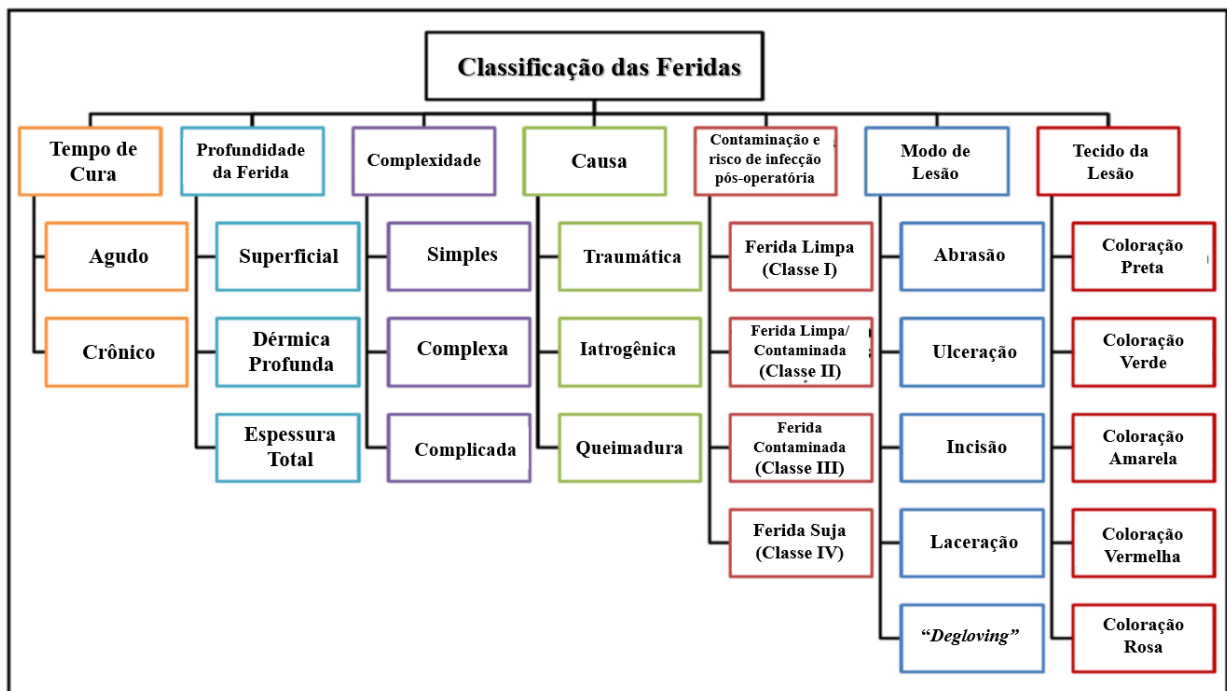 Classificação das Feridas
Tempo de
Cura
Agudo
Crônico
Profundidade
da Ferida
Superficial
Dérmica
Profunda
Espessura
Total
Complexidade
Simples
Complexa
Complicada
Causa
Traumática
Iatrogênica
Queimadura
Contaminação e
risco de infecção
pós-operatória
Ferida Limpa
(Classe I)
Ferida Limpa/
Contaminada
(Classe II)
Ferida
Contaminada
(Classe III)
Ferida Suja
(Classe IV)
Modo de
Lesão
Abrasão
Ulceração
Incisão
Laceração
“Degloving”
Tecido da
Lesão
Coloração
Preta
Coloração
Verde
Coloração
Amarela
Coloração
Vermelha
Coloração
Rosa